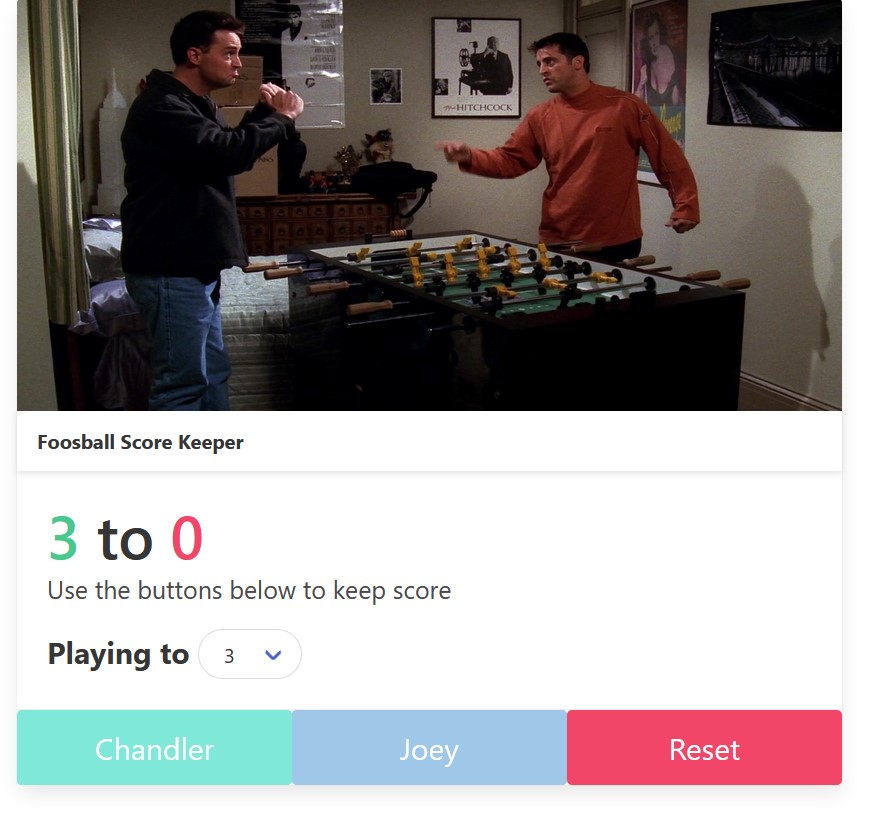 HITCHCOCK
Foosball Score Keeper
3 to 0
Use the buttons below to keep score
Playing to 3
Chandler
Joey
Reset